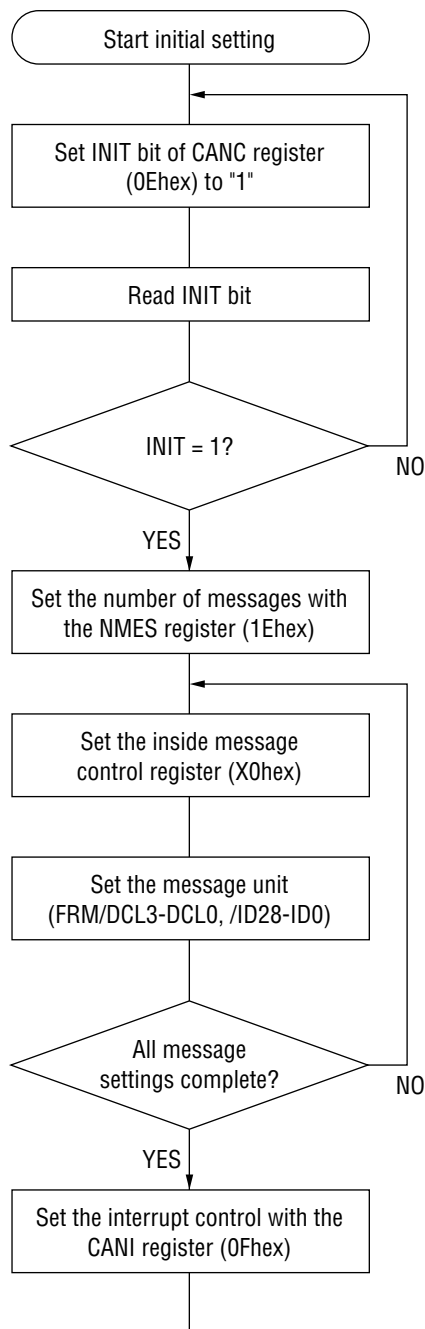 Start initial setting
Set INIT bit of CANC register
(0Ehex) to "1"
Read INIT bit
INIT = 1?
NO
YES
Set the number of messages with
the NMES register (1Ehex)
Set the inside message
control register (X0hex)
Set the message unit
(FRM/DCL3-DCL0, /ID28-ID0)
All message
settings complete?
NO
YES
Set the interrupt control with the
CANI register (0Fhex)